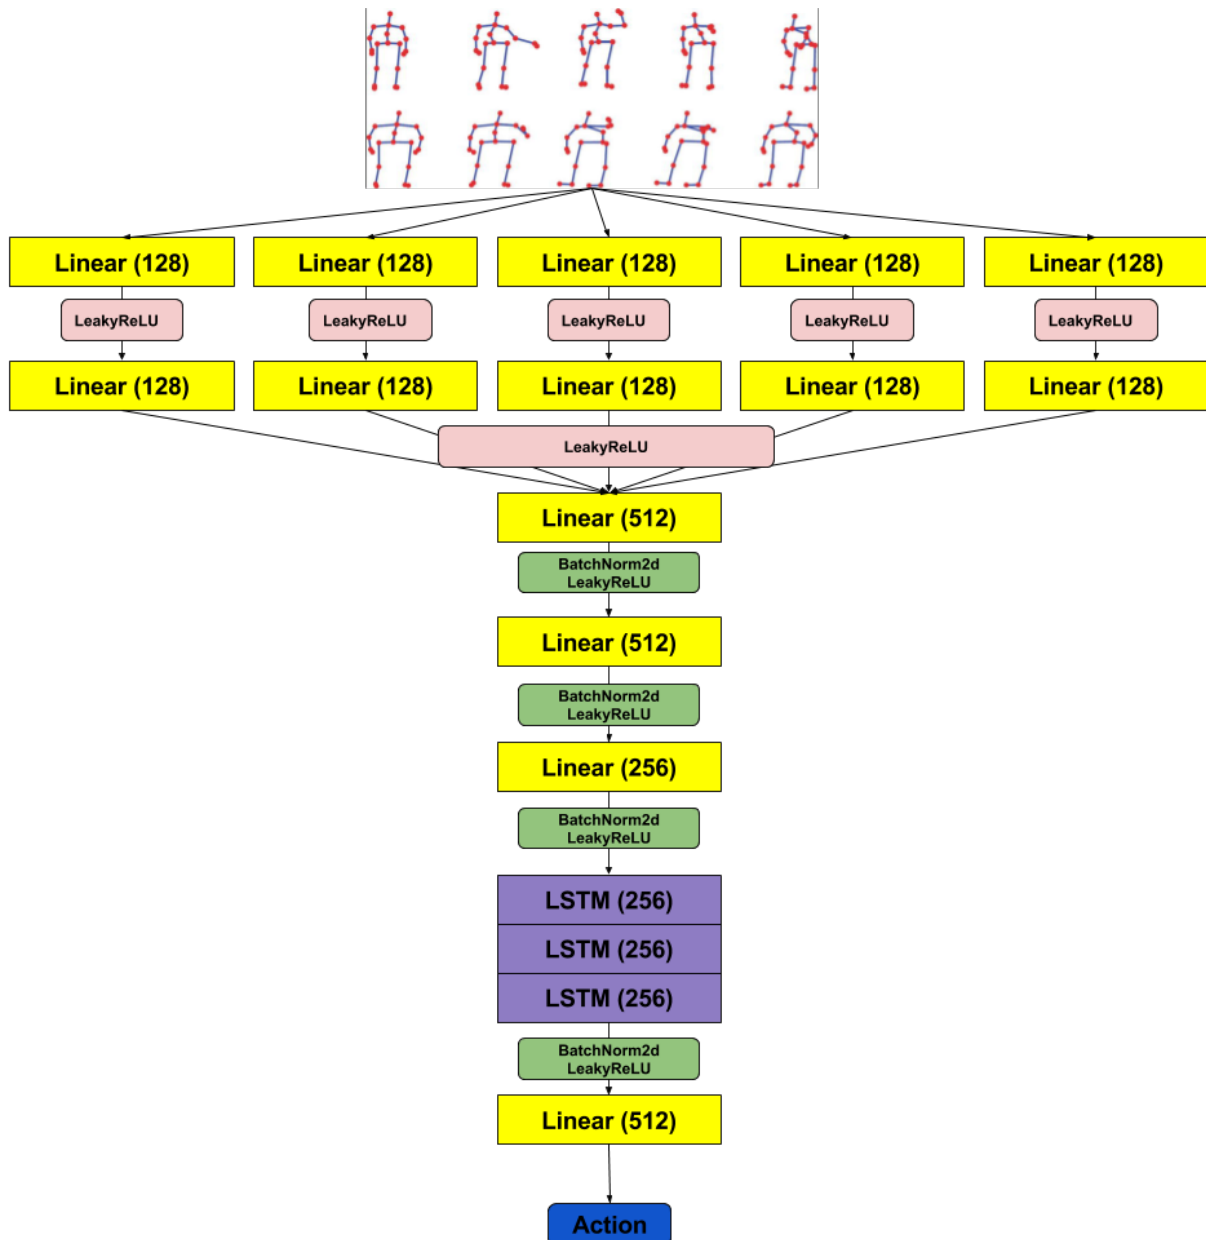 Linear (128)
Linear (128)
Linear (128)
Linear (128)
Linear (128)
LeakyReLU
LeakyReLU
LeakyReLU
LeakyReLU
LeakyReLU
Linear (128)
Linear (128)
Linear (128)
Linear (128)
Linear (128)
LeakyReLU
Linear (512)
BatchNorm2d
LeakyReLU
Linear (512)
BatchNorm2d
LeakyReLU
Linear (256)
BatchNorm2d
LeakyReLU
LSTM (256)
LSTM (256)
LSTM (256)
BatchNorm2d
LeakyReLU
Linear (512)
Action